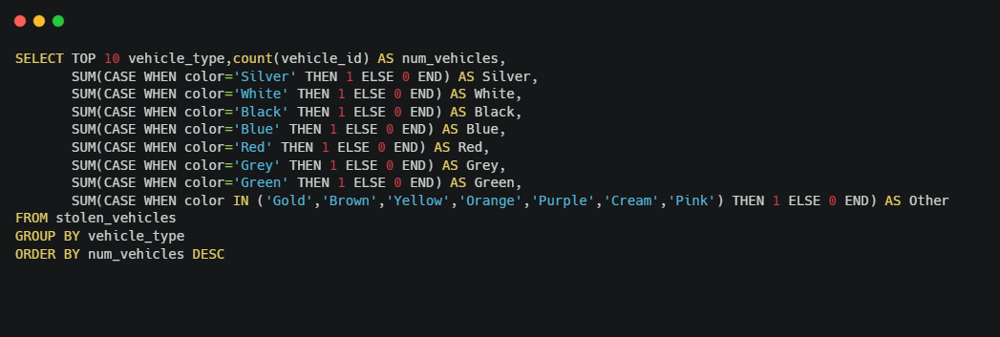 SELECT TOP 10 vehicle_type,count(vehicle_id) AS num_vehicles,
       SUM(CASE WHEN color='Silver' THEN 1 ELSE 0 END) AS Silver,
       SUM(CASE WHEN color='White' THEN 1 ELSE 0 END) AS White,
       SUM(CASE WHEN color='Black' THEN 1 ELSE 0 END) AS Black,
       SUM(CASE WHEN color='Blue' THEN 1 ELSE 0 END) AS Blue,
       SUM(CASE WHEN color='Red' THEN 1 ELSE 0 END) AS Red,
       SUM(CASE WHEN color='Grey' THEN 1 ELSE 0 END) AS Grey,
       SUM(CASE WHEN color='Green' THEN 1 ELSE 0 END) AS Green,
       SUM(CASE WHEN color IN ('Gold','Brown','Yellow','Orange','Purple','Cream','Pink') THEN 1 ELSE 0 END) AS Other
FROM stolen_vehicles
GROUP BY vehicle_type
ORDER BY num_vehicles DESC